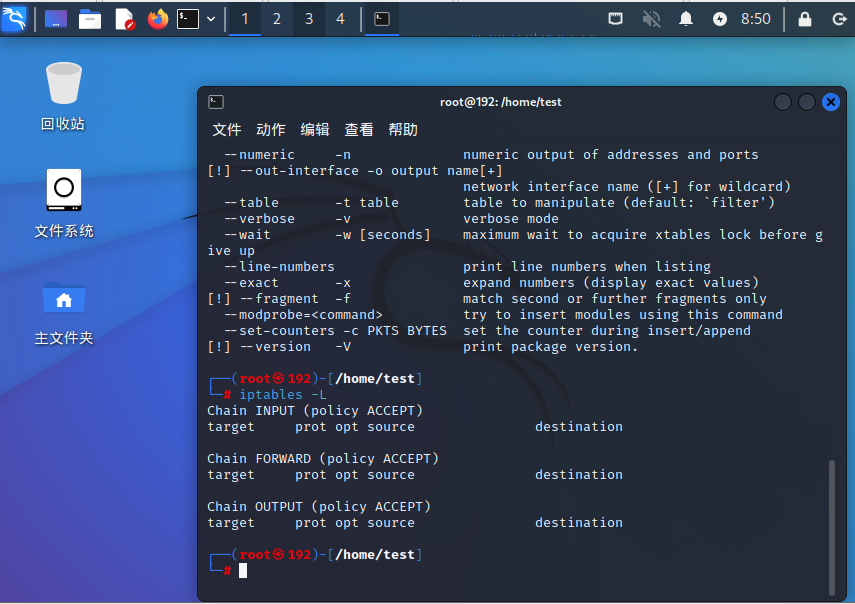 1 2 3 4 8:50
回收站
文件系统
主文件夹
root@192: /home/test
文件 动作 编辑 查看 帮助
--numeric -n numeric output of addresses and ports
[!] --out-interface -o output name[+]
network interface name ([+] for wildcard)
--table -t table table to manipulate (default: `filter')
--verbose -v verbose mode
--wait -w [seconds] maximum wait to acquire xtables lock before g
ive up
--line-numbers print line numbers when listing
--exact -x expand numbers (display exact values)
[!] --fragment -f match second or further fragments only
--modprobe=<command> try to insert modules using this command
--set-counters -c PKTS BYTES set the counter during insert/append
[!] --version -V print package version.
┌──(root㉿192)-[/home/test]
└─# iptables -L
Chain INPUT (policy ACCEPT)
target prot opt source destination
Chain FORWARD (policy ACCEPT)
target prot opt source destination
Chain OUTPUT (policy ACCEPT)
target prot opt source destination
┌──(root㉿192)-[/home/test]
└─#